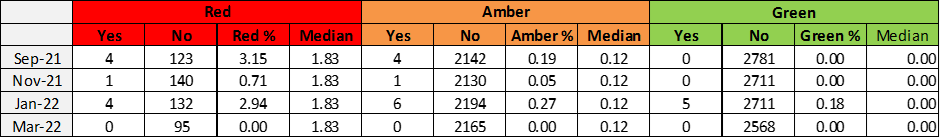 Red Amber Green
Yes No Red % Median Yes No Amber % Median Yes No Green % Median
Sep-21 4 123 3.15 1.83 4 2142 0.19 0.12 0 2781 0.00 0.00
Nov-21 1 140 0.71 1.83 1 2130 0.05 0.12 0 2711 0.00 0.00
Jan-22 4 132 2.94 1.83 6 2194 0.27 0.12 5 2711 0.18 0.00
Mar-22 0 95 0.00 1.83 0 2165 0.00 0.12 0 2568 0.00 0.00